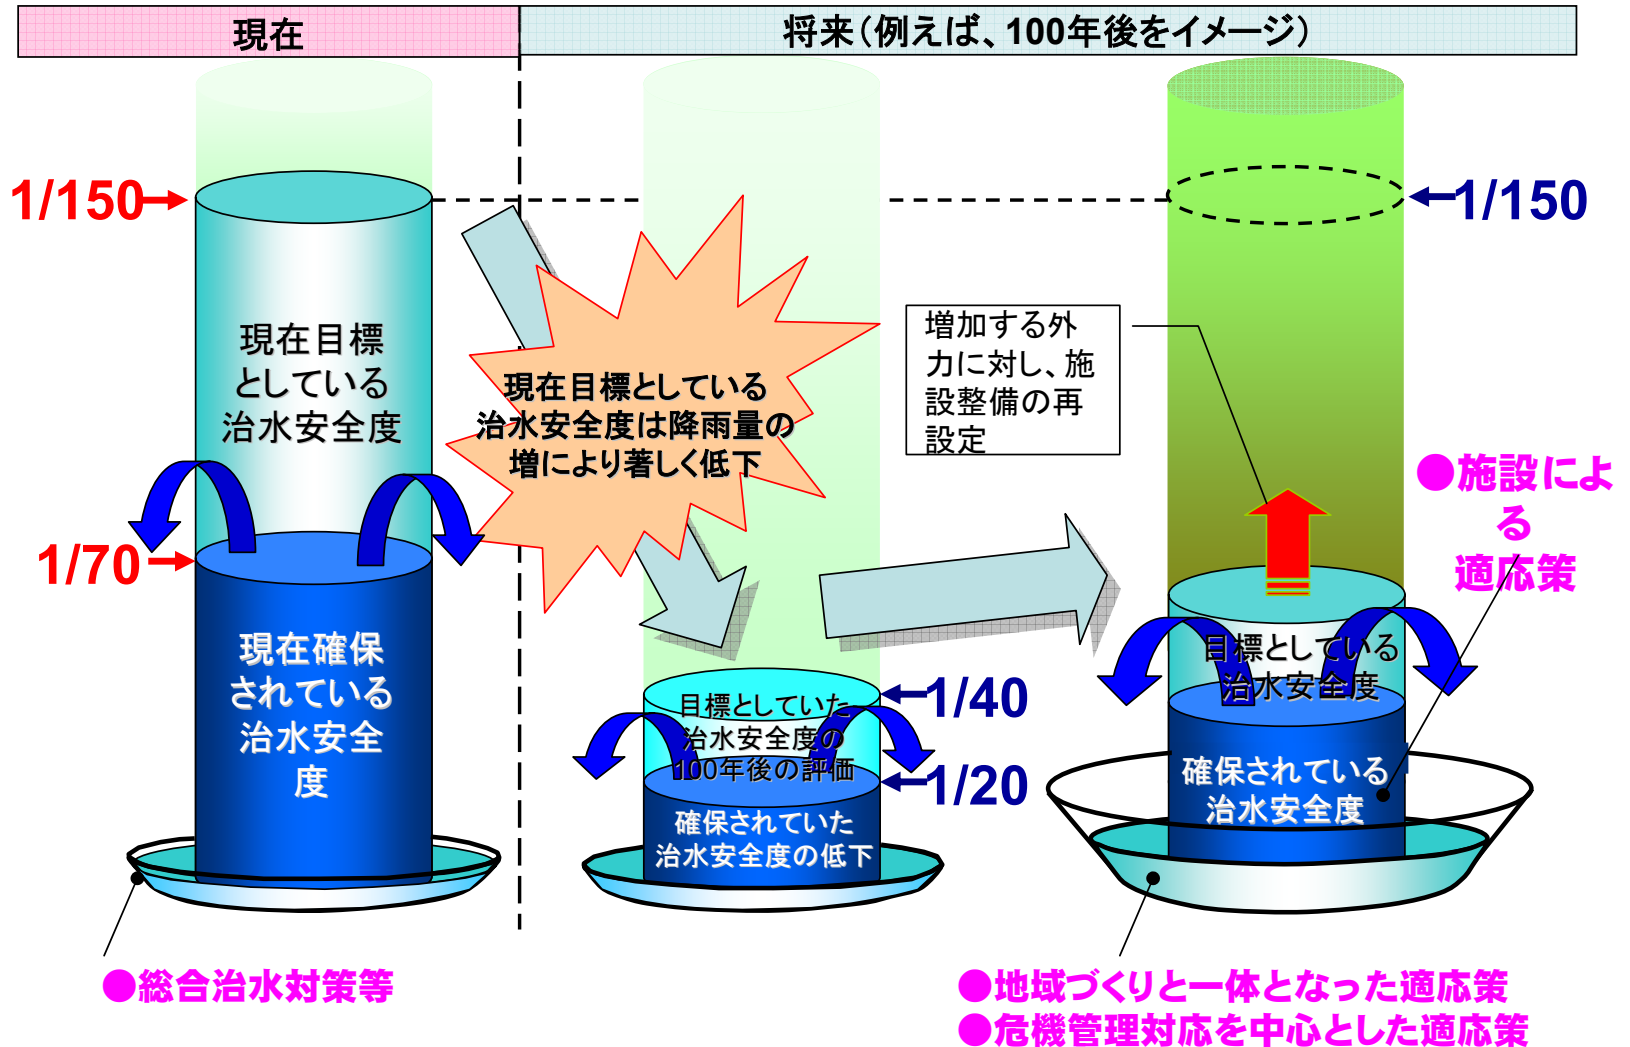 現在
将来（例えば、100年後をイメージ）
1/150
現在目標
としている
治水安全度
1/70
現在確保
されている
治水安全
度
●総合治水対策等
現在目標としている
治水安全度は降雨量の
増により著しく低下
1/40
目標としていた
治水安全度の
100年後の評価
1/20
確保されていた
治水安全度の低下
増加する外
力に対し、施
設整備の再
設定
1/150
●施設によ
る
適応策
目標としている
治水安全度
確保されている
治水安全度
●地域づくりと一体となった適応策
●危機管理対応を中心とした適応策